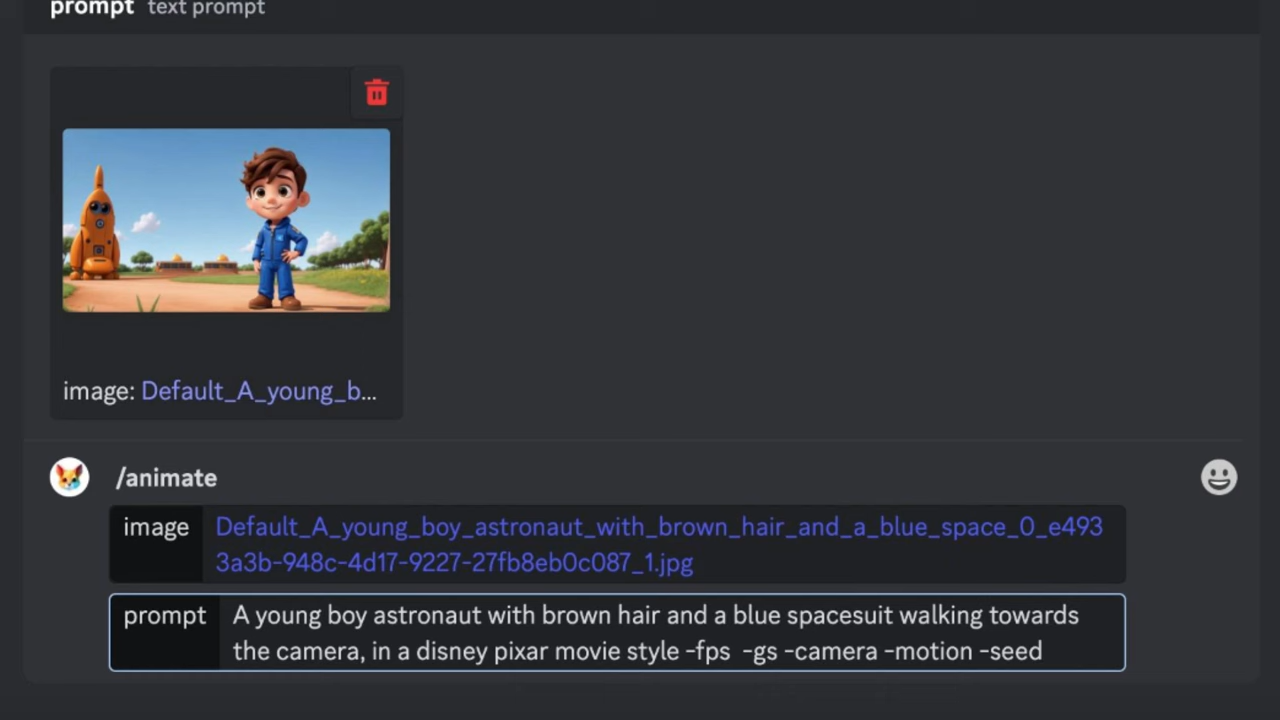 prompt text prompt
image: Default_A_young_b...
/animate
image Default_A_young_boy_astronaut_with_brown_hair_and_a_blue_space_0_e493
3a3b-948c-4d17-9227-27fb8eb0c087_1.jpg
prompt A young boy astronaut with brown hair and a blue spacesuit walking towards
the camera, in a disney pixar movie style -fps -gs -camera -motion -seed